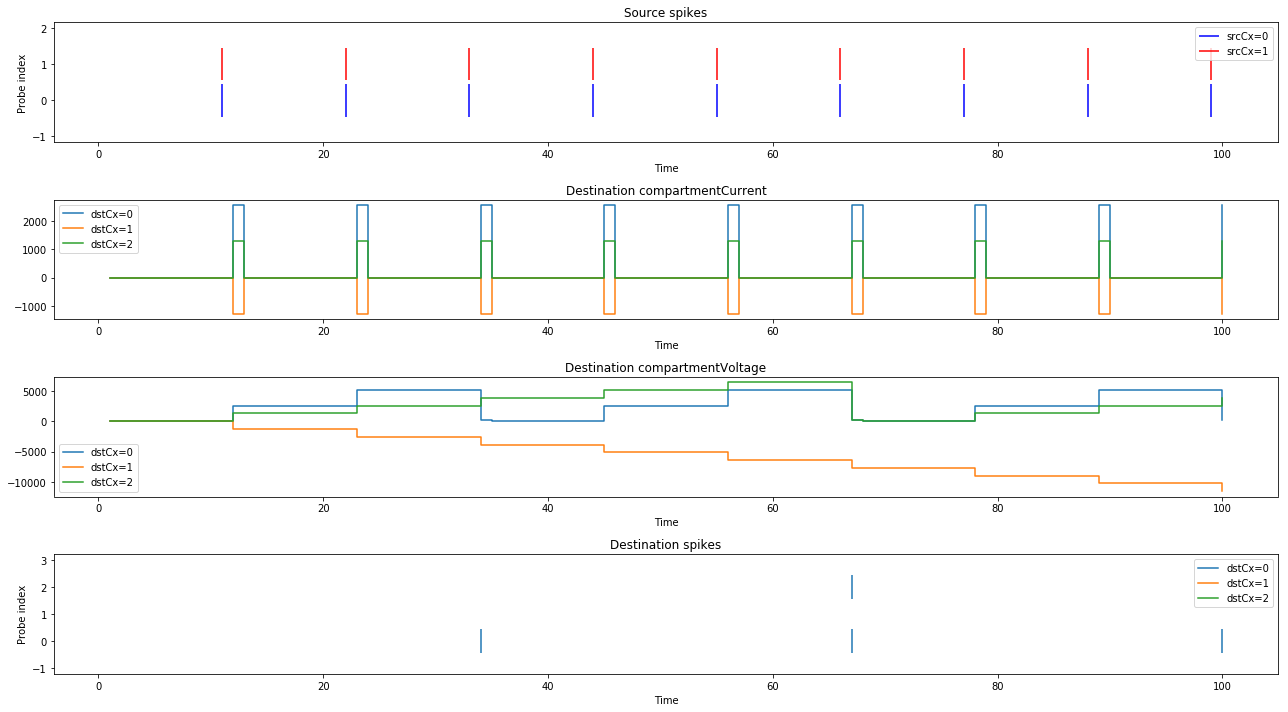 Source spikes
Probe index
2
1
0
−1
srcCx=0
srcCx=1
0 20 40 60 80 100
Time
Destination compartmentCurrent
2000
1000
0
−1000
dstCx=0
dstCx=1
dstCx=2
0 20 40 60 80 100
Time
Destination compartmentVoltage
5000
0
−5000
−10000
dstCx=0
dstCx=1
dstCx=2
0 20 40 60 80 100
Time
Destination spikes
Probe index
3
2
1
0
−1
dstCx=0
dstCx=1
dstCx=2
0 20 40 60 80 100
Time